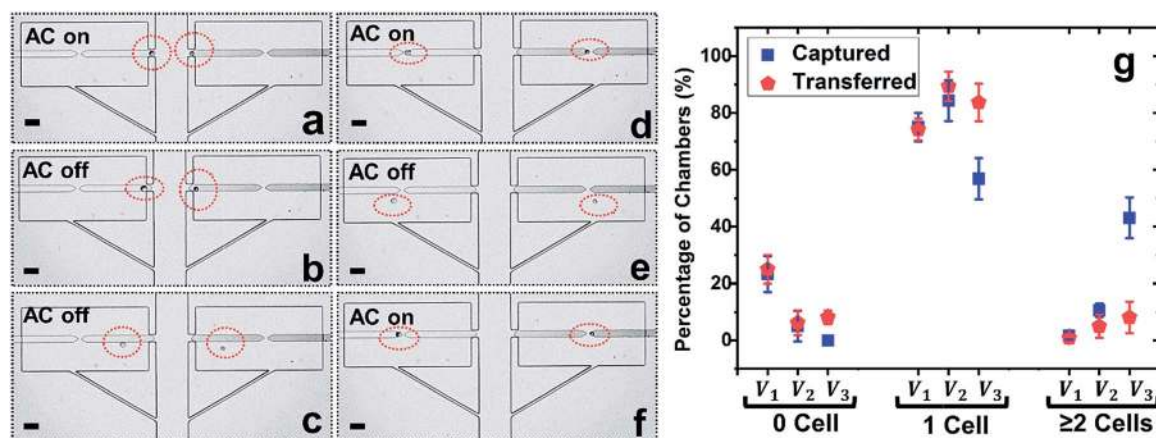 AC on
a
AC off
b
AC off
c
AC on
d
AC off
e
AC on
f
g
Captured
Transferred
Percentage of Chambers (%)
100
80
60
40
20
0
V₁ V₂ V₃ V₁ V₂ V₃ V₁ V₂ V₃
0 Cell 1 Cell ≥2 Cells